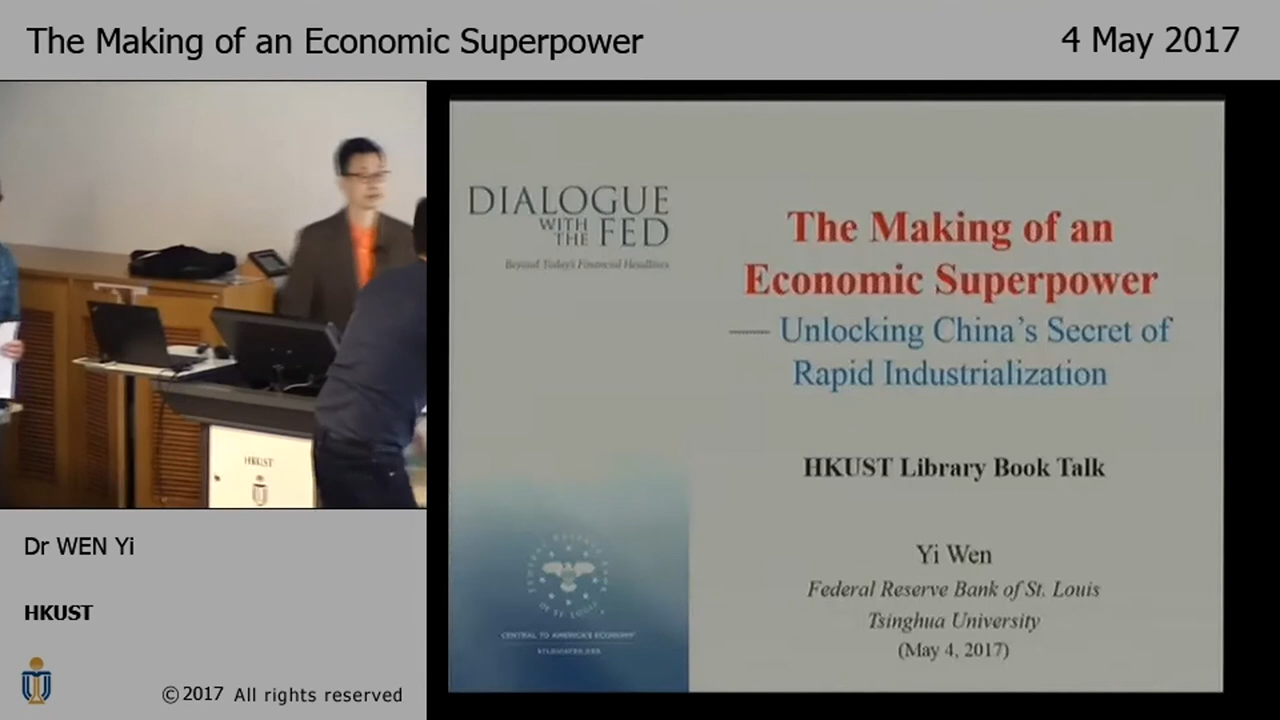 The Making of an Economic Superpower
4 May 2017
DIALOGUE
WITH
THE FED
Beyond Today's Financial Headlines
The Making of an
Economic Superpower
— Unlocking China's Secret of
Rapid Industrialization
HKUST Library Book Talk
Yi Wen
Federal Reserve Bank of St. Louis
Tsinghua University
(May 4, 2017)
CENTRAL TO AMERICA'S ECONOMY
STLOUISFED.ORG
HKUST
Dr WEN Yi
HKUST
©2017 All rights reserved